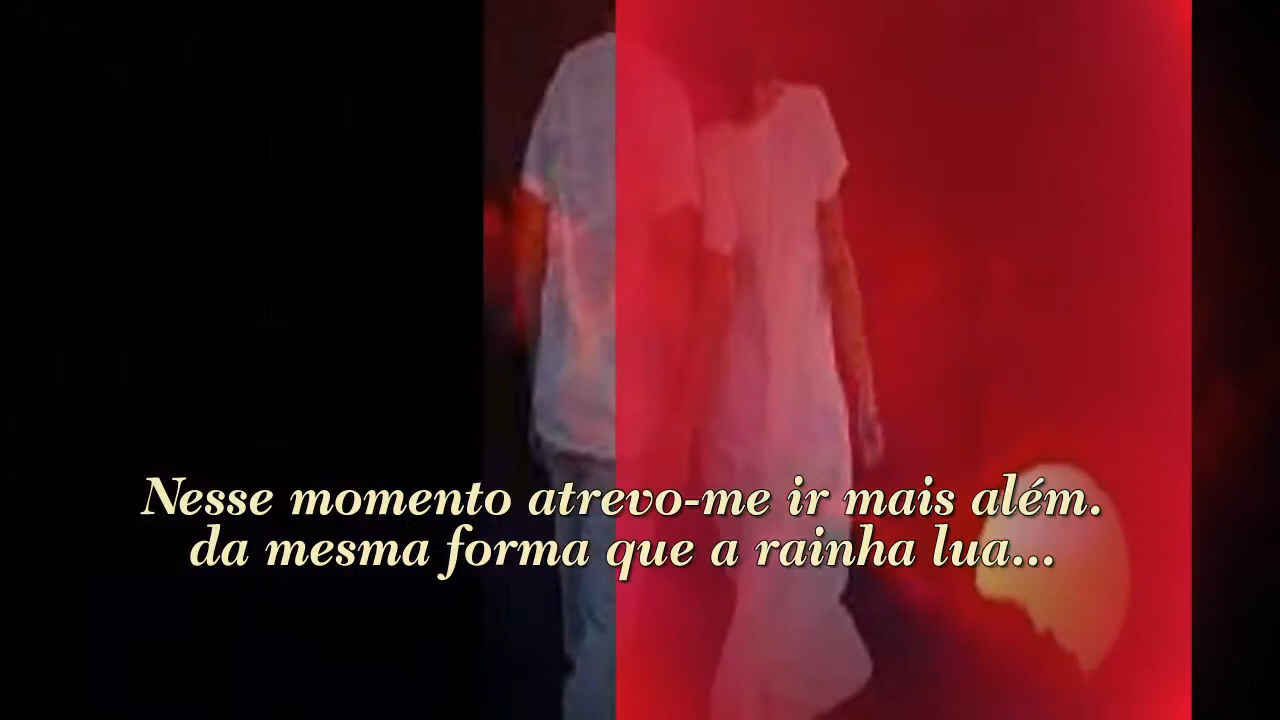 Nesse momento atrevo-me ir mais além.
da mesma forma que a rainha lua...